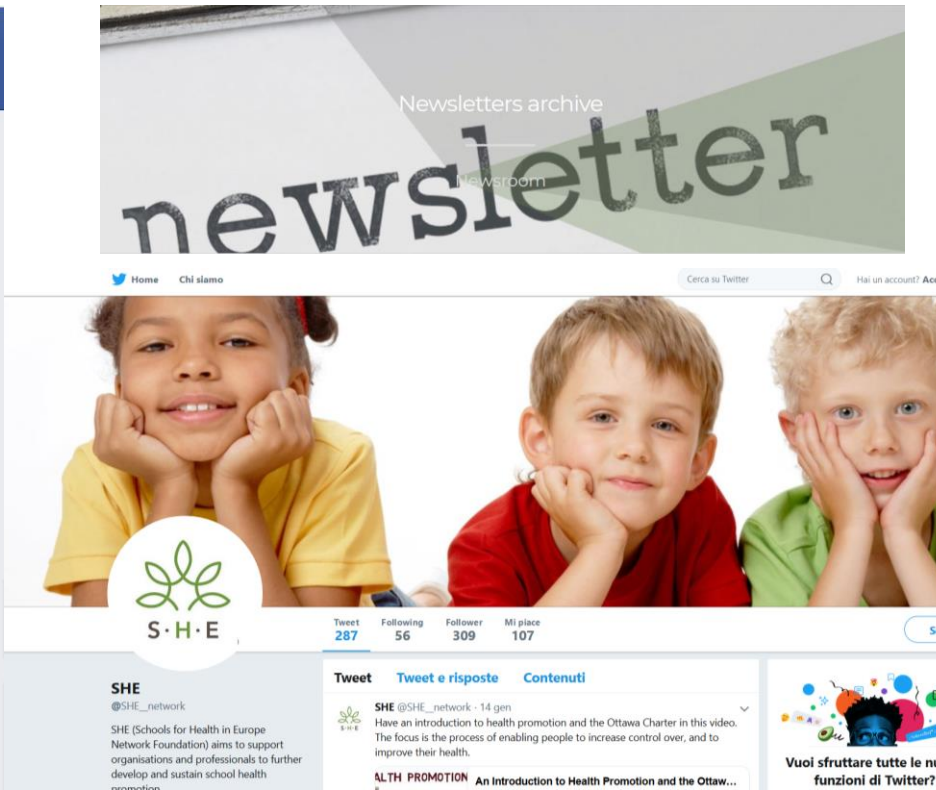 Newsletters archive
newsletter
Newsroom
Home Chi siamo
Cerca su Twitter
Hai un account?
S·H·E
Tweet Following Follower Mi piace
287 56 309 107
SHE
@SHE_network
SHE (Schools for Health in Europe
Network Foundation) aims to support
organisations and professionals to further
develop and sustain school health
promotion
Tweet Tweet e risposte Contenuti
SHE @SHE_network · 14 gen
Have an introduction to health promotion and the Ottawa Charter in this video.
The focus is the process of enabling people to increase control over, and to
improve their health.
ALTH PROMOTION
An Introduction to Health Promotion and the Ottaw...
Vuoi sfruttare tutte le
funzioni di Twitter?